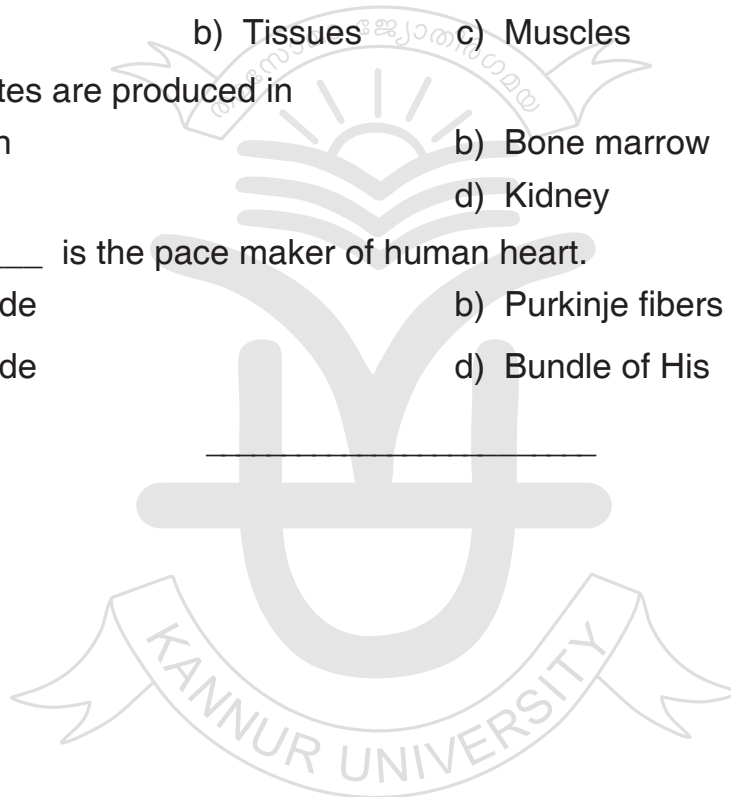 b) Tissues c) Muscles
tes are produced in
b) Bone marrow
d) Kidney
___ is the pace maker of human heart.
de b) Purkinje fibers
de d) Bundle of His
KANNUR UNIVERSITY